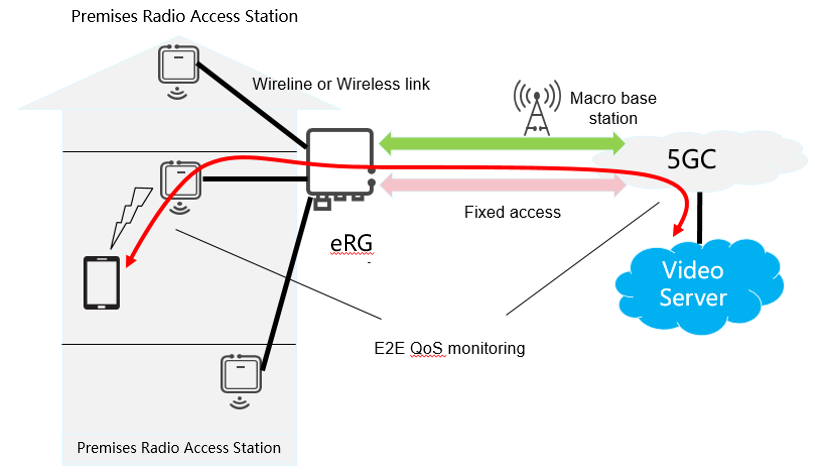 Premises Radio Access Station
Wireline or Wireless link
Macro base
station
5GC
Fixed access
eRG
Video
Server
E2E QoS monitoring
Premises Radio Access Station